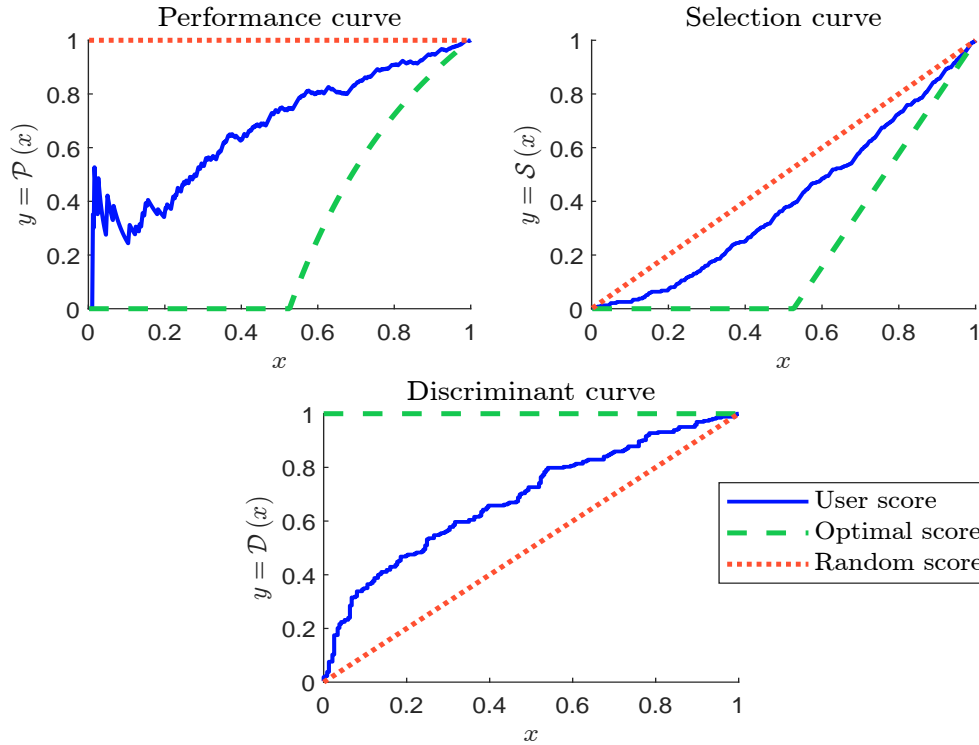 Performance curve
y = P (x)
1
0.8
0.6
0.4
0.2
0
0 0.2 0.4 0.6 0.8 1
x
Selection curve
y = S (x)
1
0.8
0.6
0.4
0.2
0
0 0.2 0.4 0.6 0.8 1
x
Discriminant curve
y = D (x)
1
0.8
0.6
0.4
0.2
0
0 0.2 0.4 0.6 0.8 1
x
User score
Optimal score
Random score